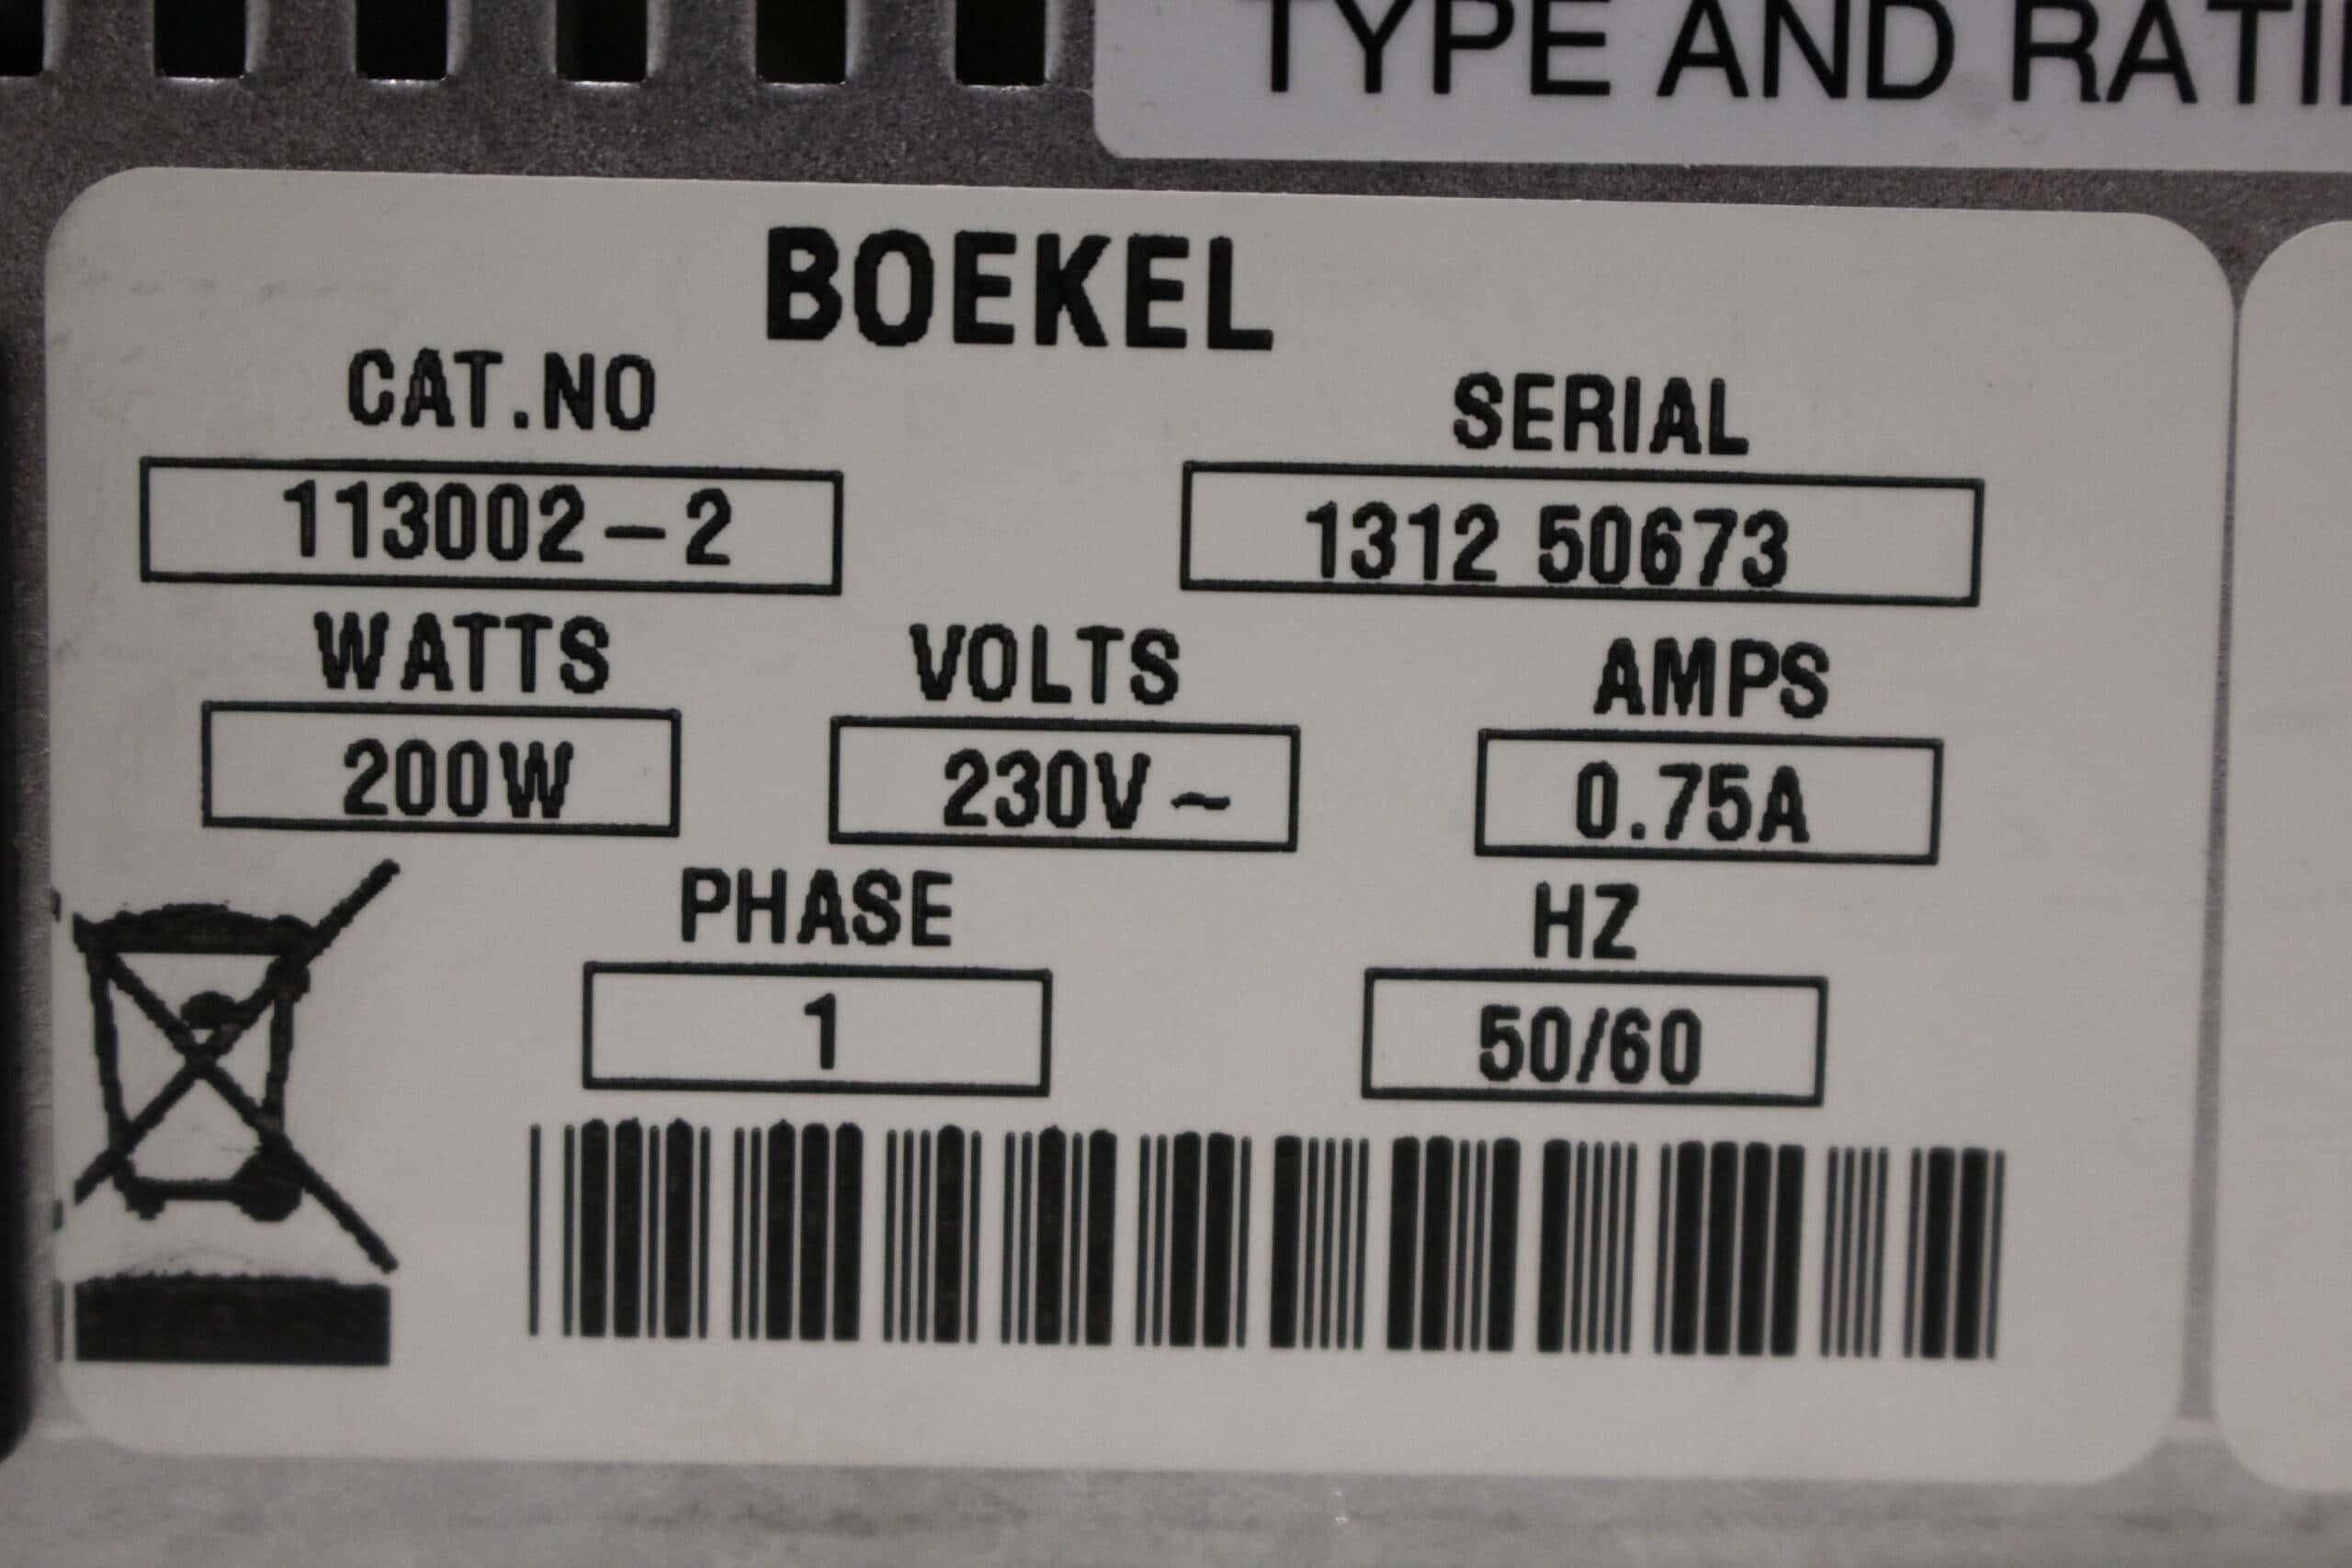 TYPE AND RATI
BOEKEL
CAT.NO SERIAL
113002-2 1312 50673
WATTS VOLTS AMPS
200W 230V~ 0.75A
PHASE HZ
1 50/60